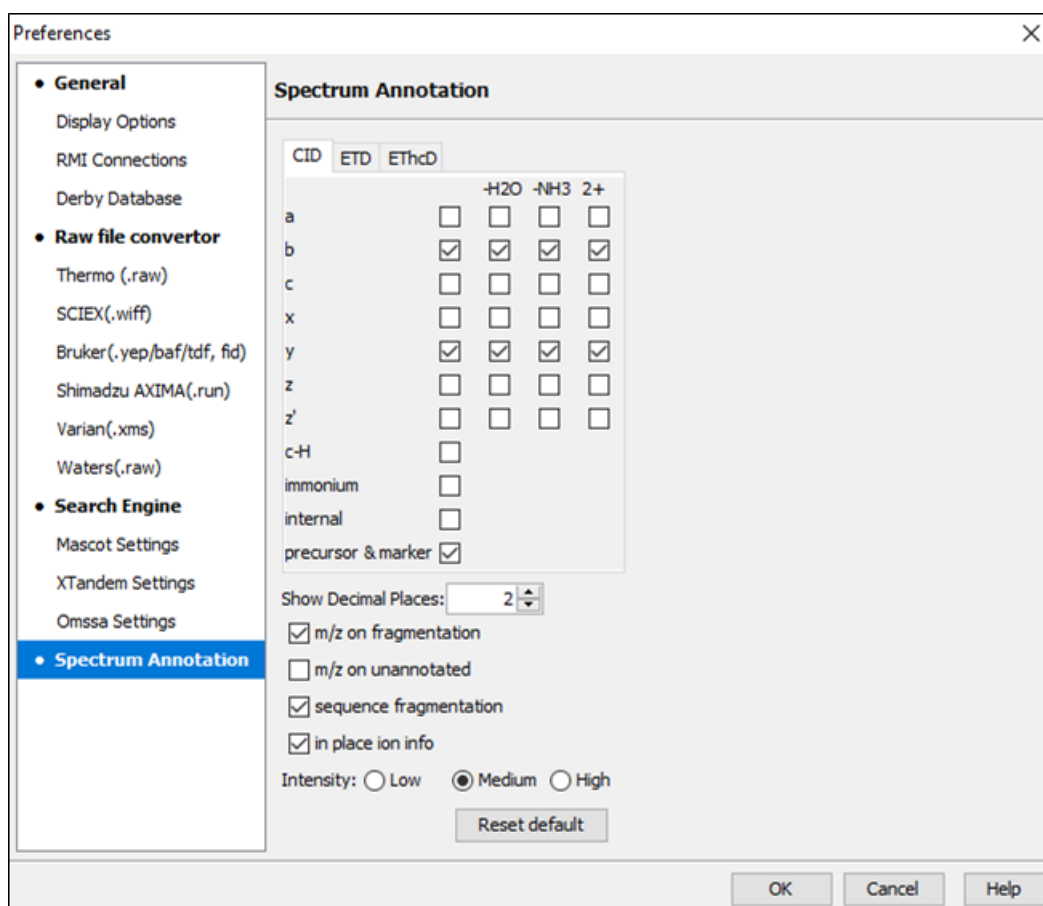 Preferences
• General
Display Options
RMI Connections
Derby Database
• Raw file convertor
Thermo (.raw)
SCIEX(.wiff)
Bruker(.yep/baf/tdf, fid)
Shimadzu AXIMA(.run)
Varian(.xms)
Waters(.raw)
• Search Engine
Mascot Settings
XTandem Settings
Omssa Settings
• Spectrum Annotation
Spectrum Annotation
CID ETD EThcD
-H2O -NH3 2+
a
b
c
x
y
z
z'
c-H
immonium
internal
precursor & marker
Show Decimal Places: 2
m/z on fragmentation
m/z on unannotated
sequence fragmentation
in place ion info
Intensity: Low Medium High
Reset default
OK Cancel Help